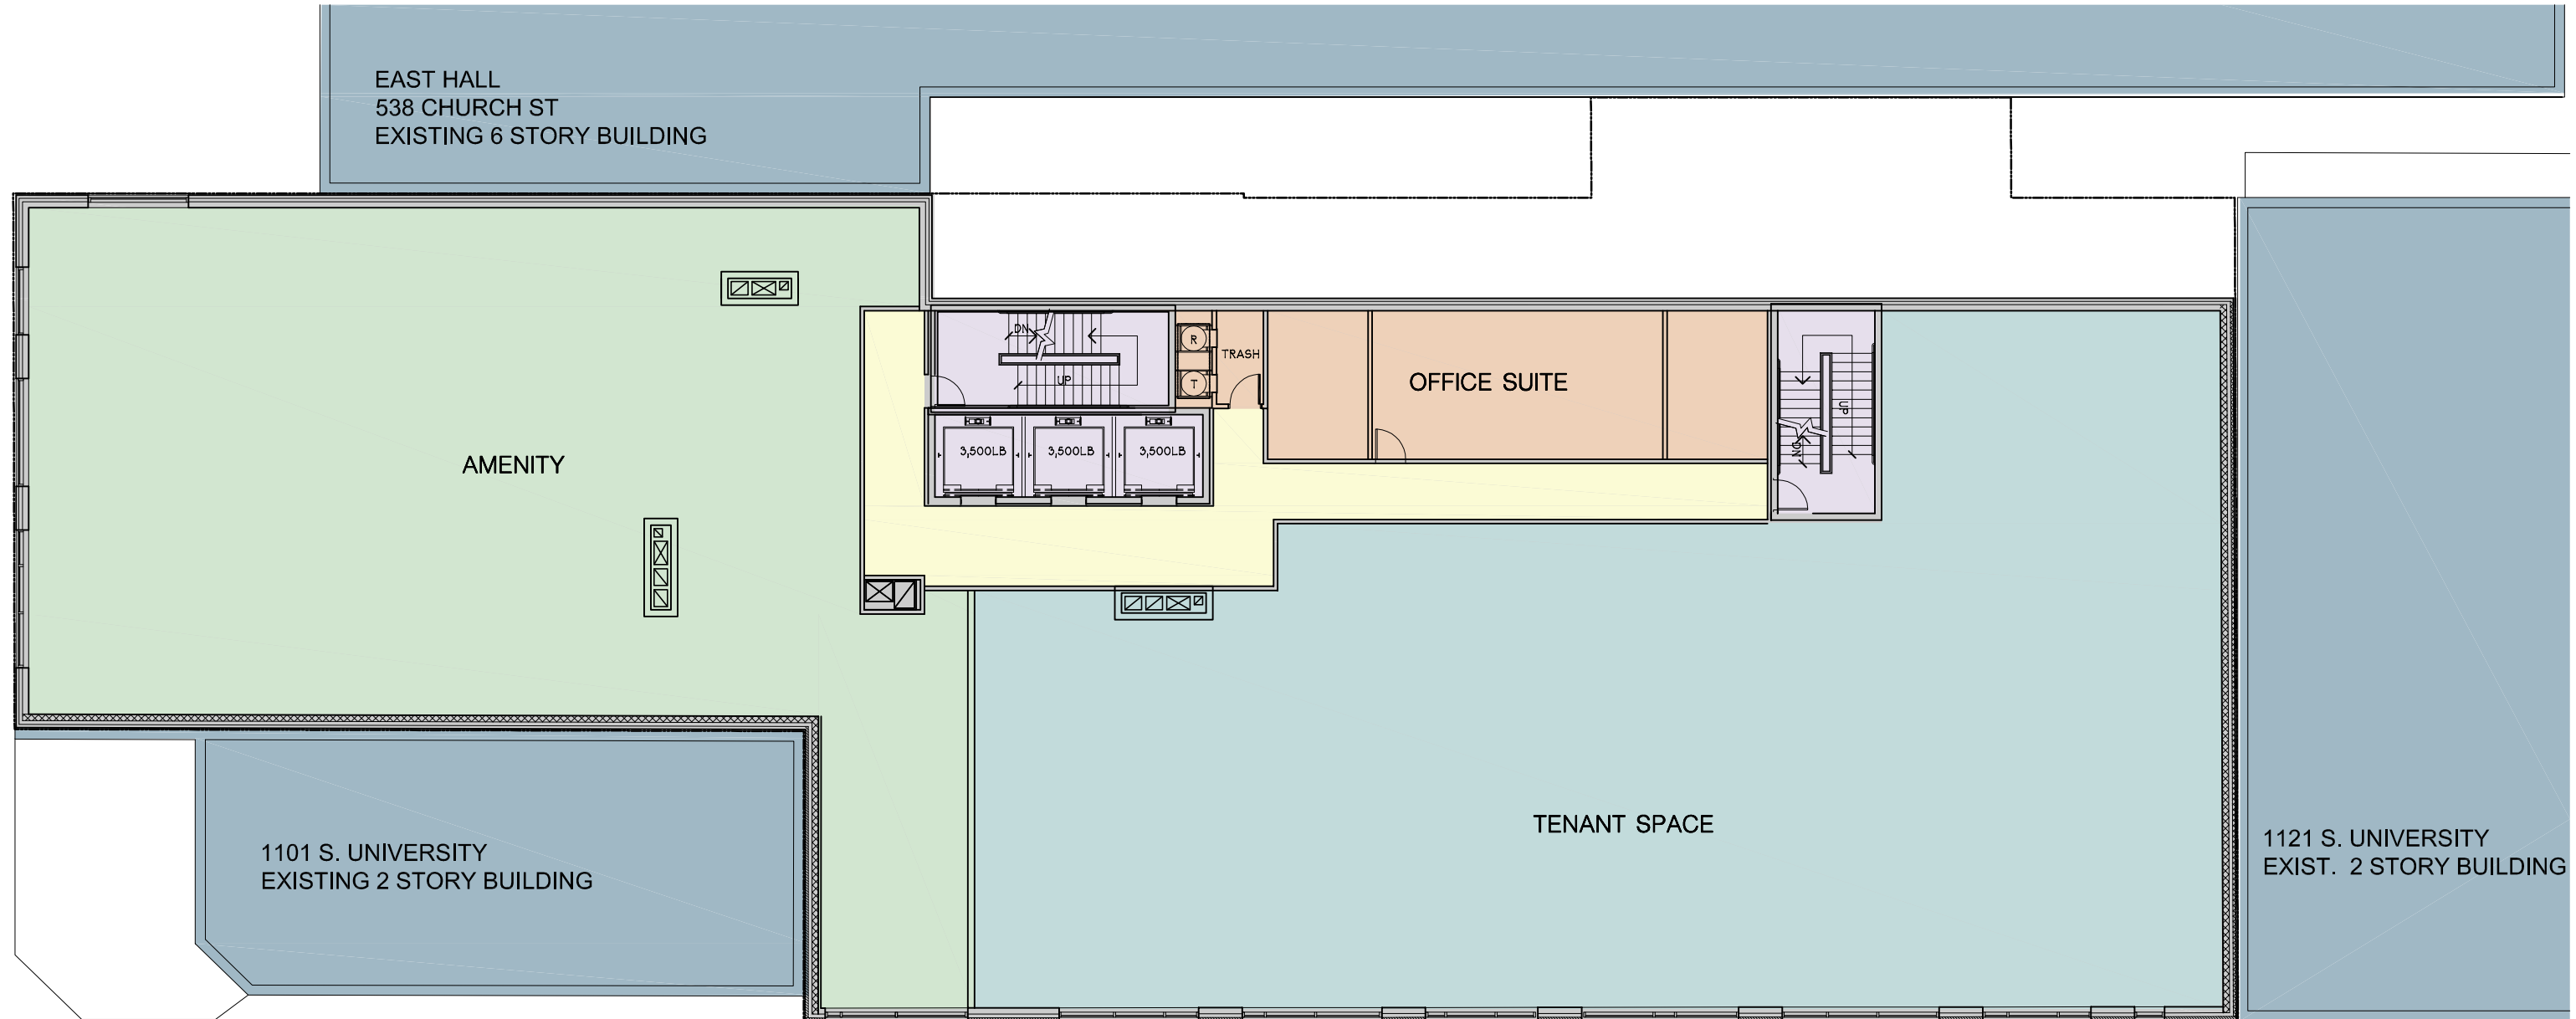 EAST HALL
538 CHURCH ST
EXISTING 6 STORY BUILDING
DN
UP
R
T
TRASH
OFFICE SUITE
UP
DN
3,500LB
3,500LB
3,500LB
AMENITY
TENANT SPACE
1101 S. UNIVERSITY
EXISTING 2 STORY BUILDING
1121 S. UNIVERSITY
EXIST. 2 STORY BUILDING